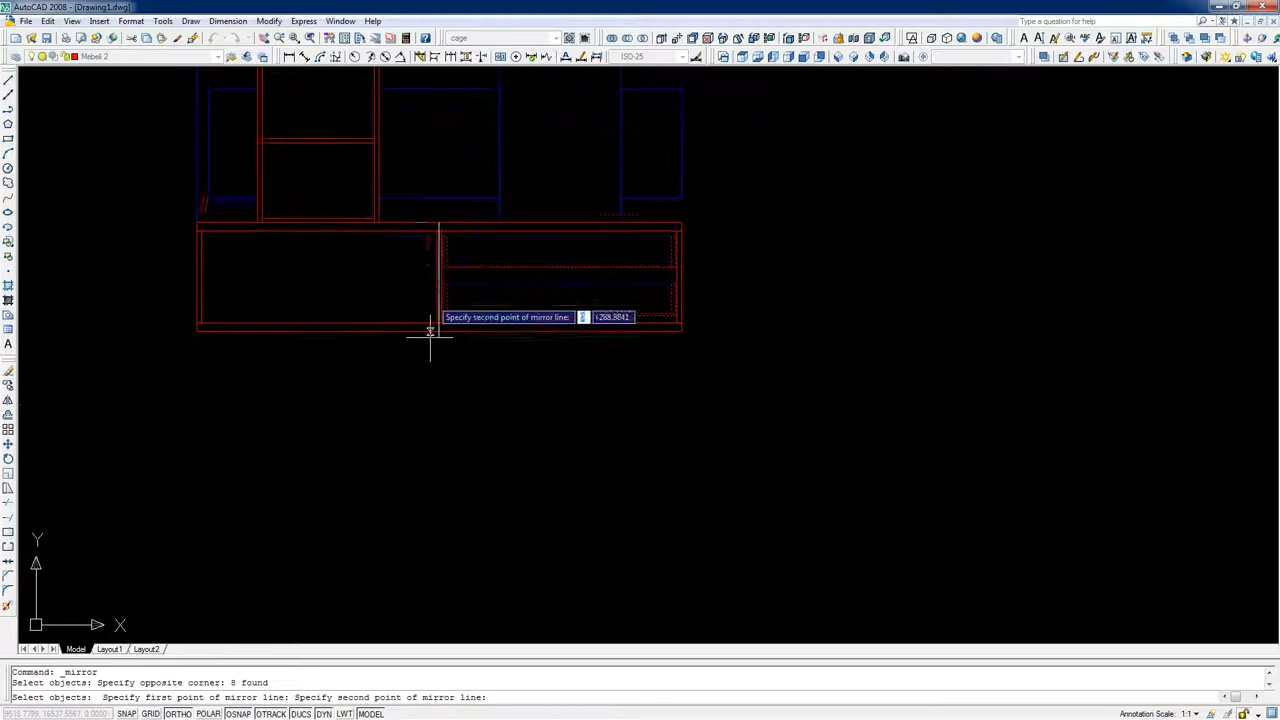 AutoCAD 2008 - [Drawing1.dwg]
File Edit View Insert Format Tools Draw Dimension Modify Express Window Help
Type a question for help
cage
Mebeli 2
ISO-25
Specify second point of mirror line:
Y
X
Model Layout1 Layout2
Command: _mirror
Select objects: Specify opposite corner: 8 found
Select objects:  Specify first point of mirror line: Specify second point of mirror line:
SNAP GRID ORTHO POLAR OSNAP OTRACK DUCS DYN LWT MODEL
Annotation Scale: 1:1